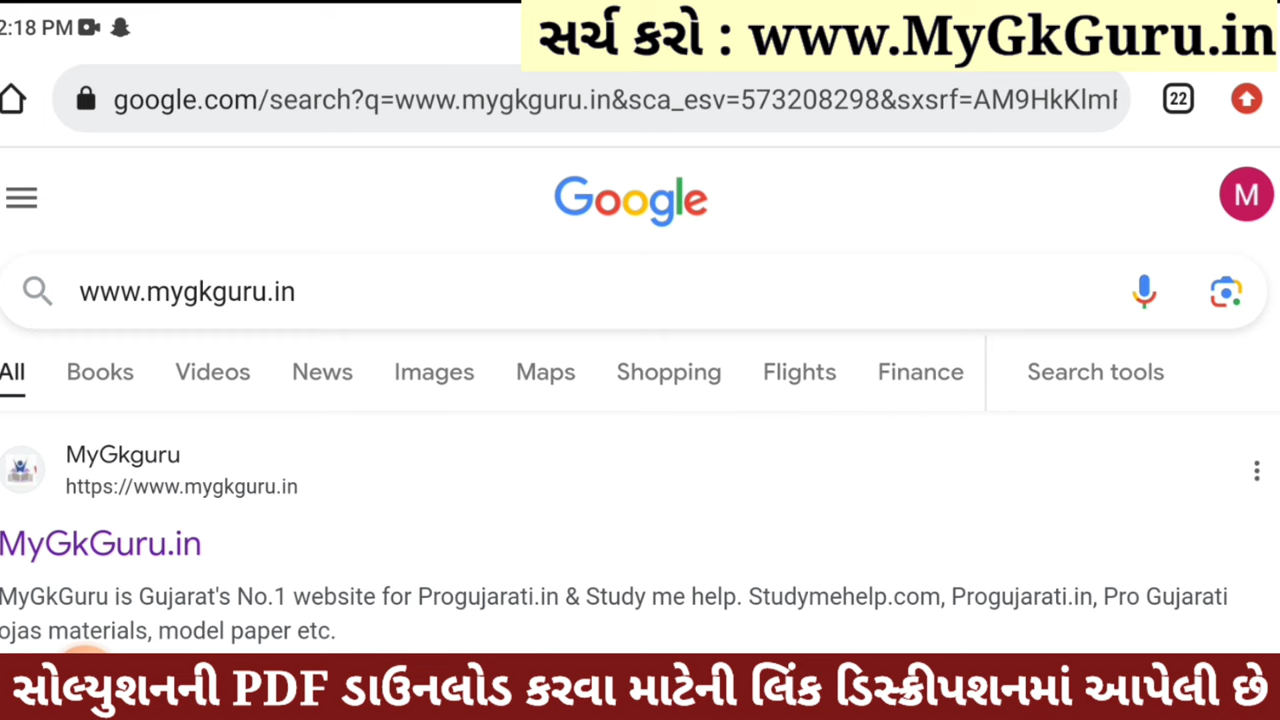 2:18 PM
સર્ચ કરો : www.MyGkGuru.in
google.com/search?q=www.mygkguru.in&sca_esv=573208298&sxsrf=AM9HkKlm
22
Google
M
www.mygkguru.in
All Books Videos News Images Maps Shopping Flights Finance Search tools
MyGkguru
https://www.mygkguru.in
MyGkGuru.in
MyGkGuru is Gujarat's No.1 website for Progujarati.in & Study me help. Studymehelp.com, Progujarati.in, Pro Gujarati
ojas materials, model paper etc.
સોલ્યુશનની PDF ડાઉનલોડ કરવા માટેની લિંક ડિસ્ક્રીપશનમાં આપેલી છે